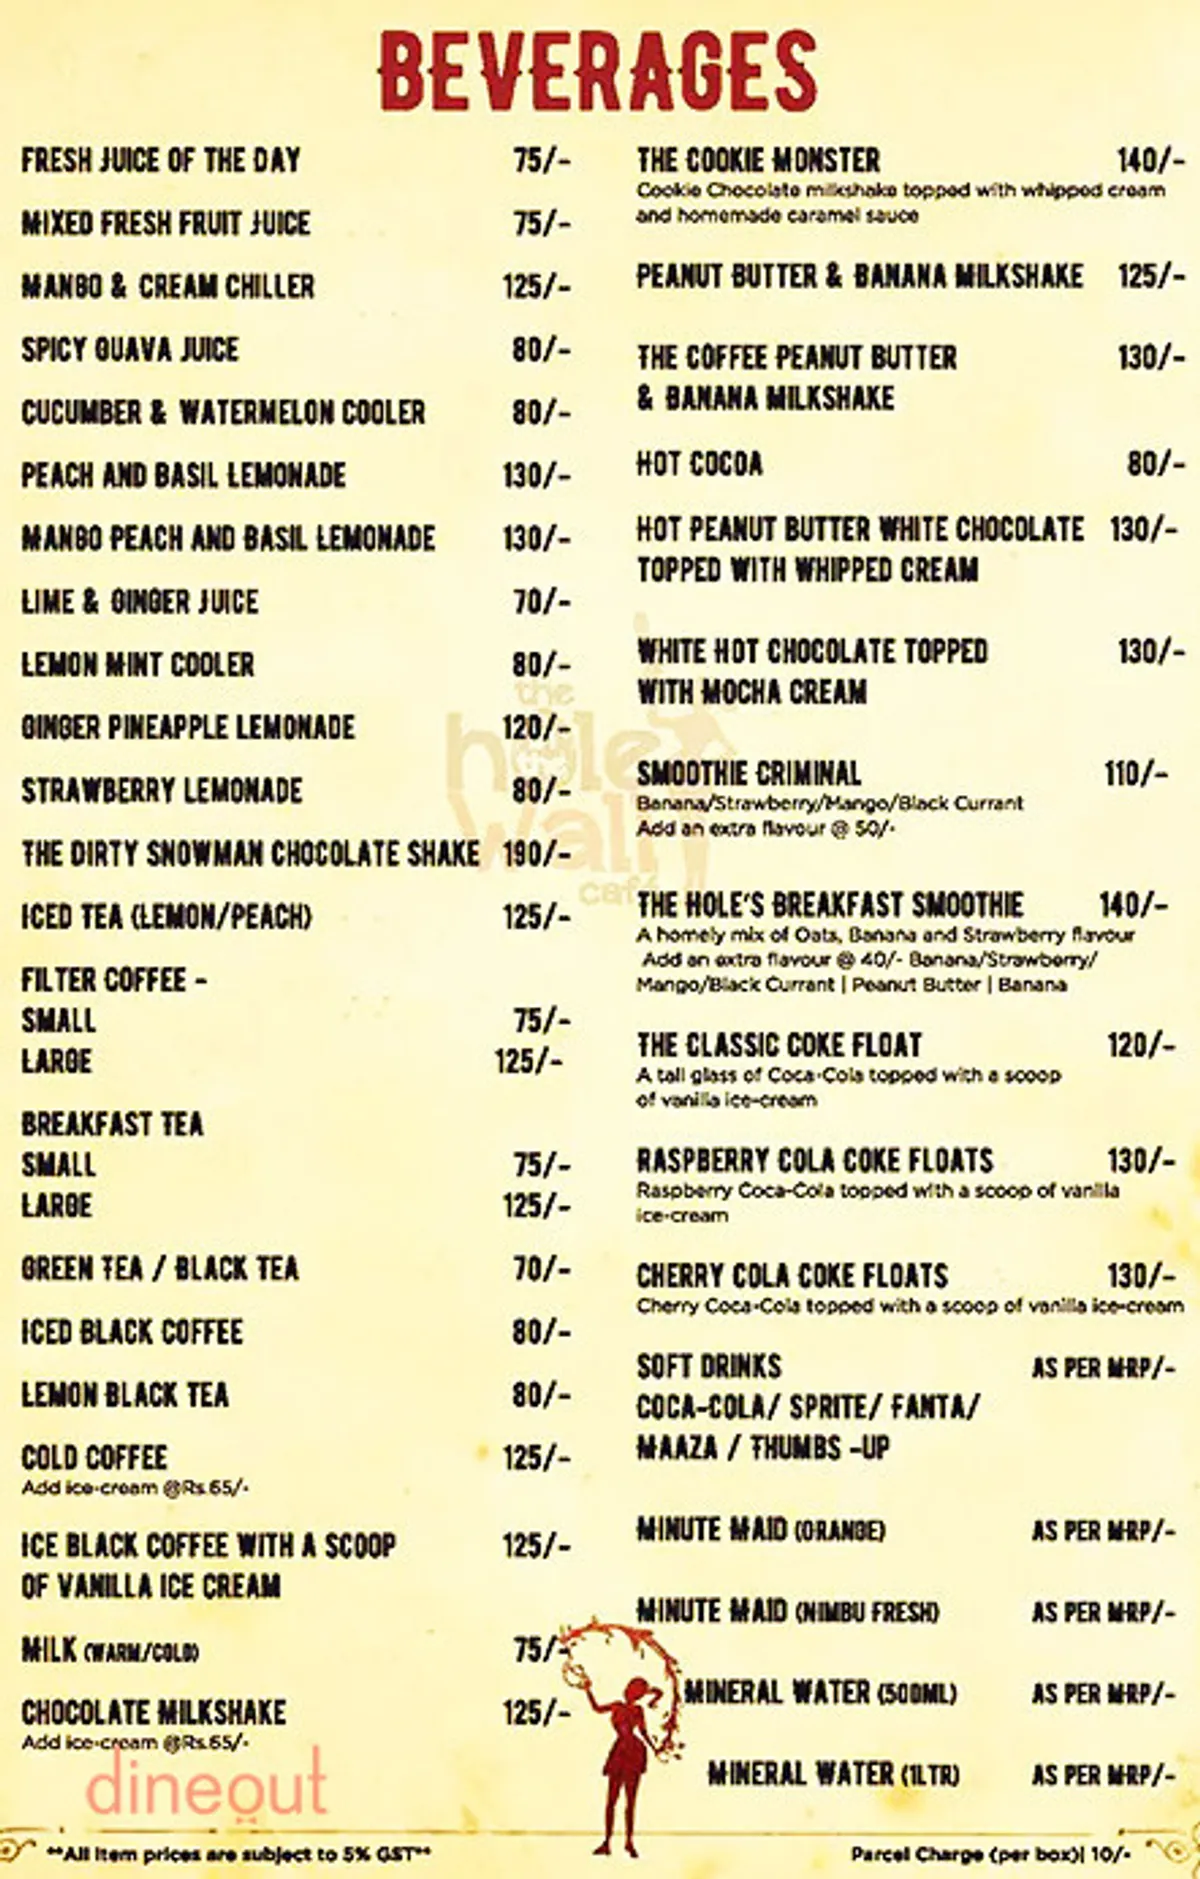 BEVERAGES
FRESH JUICE OF THE DAY 75/-
MIXED FRESH FRUIT JUICE 75/-
MANGO & CREAM CHILLER 125/-
SPICY GUAVA JUICE 80/-
CUCUMBER & WATERMELON COOLER 80/-
PEACH AND BASIL LEMONADE 130/-
MANGO PEACH AND BASIL LEMONADE 130/-
LIME & GINGER JUICE 70/-
LEMON MINT COOLER 80/-
GINGER PINEAPPLE LEMONADE 120/-
STRAWBERRY LEMONADE 80/-
THE DIRTY SNOWMAN CHOCOLATE SHAKE 190/-
ICED TEA (LEMON/PEACH) 125/-
FILTER COFFEE -
SMALL 75/-
LARGE 125/-
BREAKFAST TEA
SMALL 75/-
LARGE 125/-
GREEN TEA / BLACK TEA 70/-
ICED BLACK COFFEE 80/-
LEMON BLACK TEA 80/-
COLD COFFEE 125/-
Add ice-cream @Rs.65/-
ICE BLACK COFFEE WITH A SCOOP 125/-
OF VANILLA ICE CREAM
MILK (WARM/COLD) 75/-
CHOCOLATE MILKSHAKE 125/-
Add ice-cream @Rs.65/-
THE COOKIE MONSTER 140/-
Cookie Chocolate milkshake topped with whipped cream
and homemade caramel sauce
PEANUT BUTTER & BANANA MILKSHAKE 125/-
THE COFFEE PEANUT BUTTER 130/-
& BANANA MILKSHAKE
HOT COCOA 80/-
HOT PEANUT BUTTER WHITE CHOCOLATE 130/-
TOPPED WITH WHIPPED CREAM
WHITE HOT CHOCOLATE TOPPED 130/-
WITH MOCHA CREAM
SMOOTHIE CRIMINAL 110/-
Banana/Strawberry/Mango/Black Currant
Add an extra flavour @ 50/-
THE HOLE'S BREAKFAST SMOOTHIE 140/-
A homely mix of Oats, Banana and Strawberry flavour
Add an extra flavour @ 40/- Banana/Strawberry/
Mango/Black Currant | Peanut Butter | Banana
THE CLASSIC COKE FLOAT 120/-
A tall glass of Coca-Cola topped with a scoop
of vanilla ice-cream
RASPBERRY COLA COKE FLOATS 130/-
Raspberry Coca-Cola topped with a scoop of vanilla
ice-cream
CHERRY COLA COKE FLOATS 130/-
Cherry Coca-Cola topped with a scoop of vanilla ice-cream
SOFT DRINKS AS PER MRP/-
COCA-COLA/ SPRITE/ FANTA/
MAAZA / THUMBS -UP
MINUTE MAID (ORANGE) AS PER MRP/-
MINUTE MAID (NIMBU FRESH) AS PER MRP/-
MINERAL WATER (500ML) AS PER MRP/-
MINERAL WATER (1LTR) AS PER MRP/-
the
hole
wall
café
dineout
**All item prices are subject to 5% GST**
Parcel Charge (per box)| 10/-